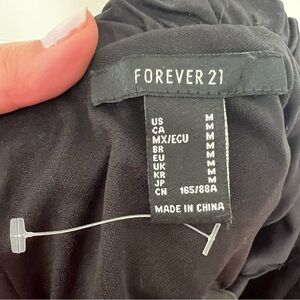 FOREVER 21
US M
CA M
MX/ECU M
BR M
EU M
UK M
KR M
JP M
CN 165/88A
MADE IN CHINA